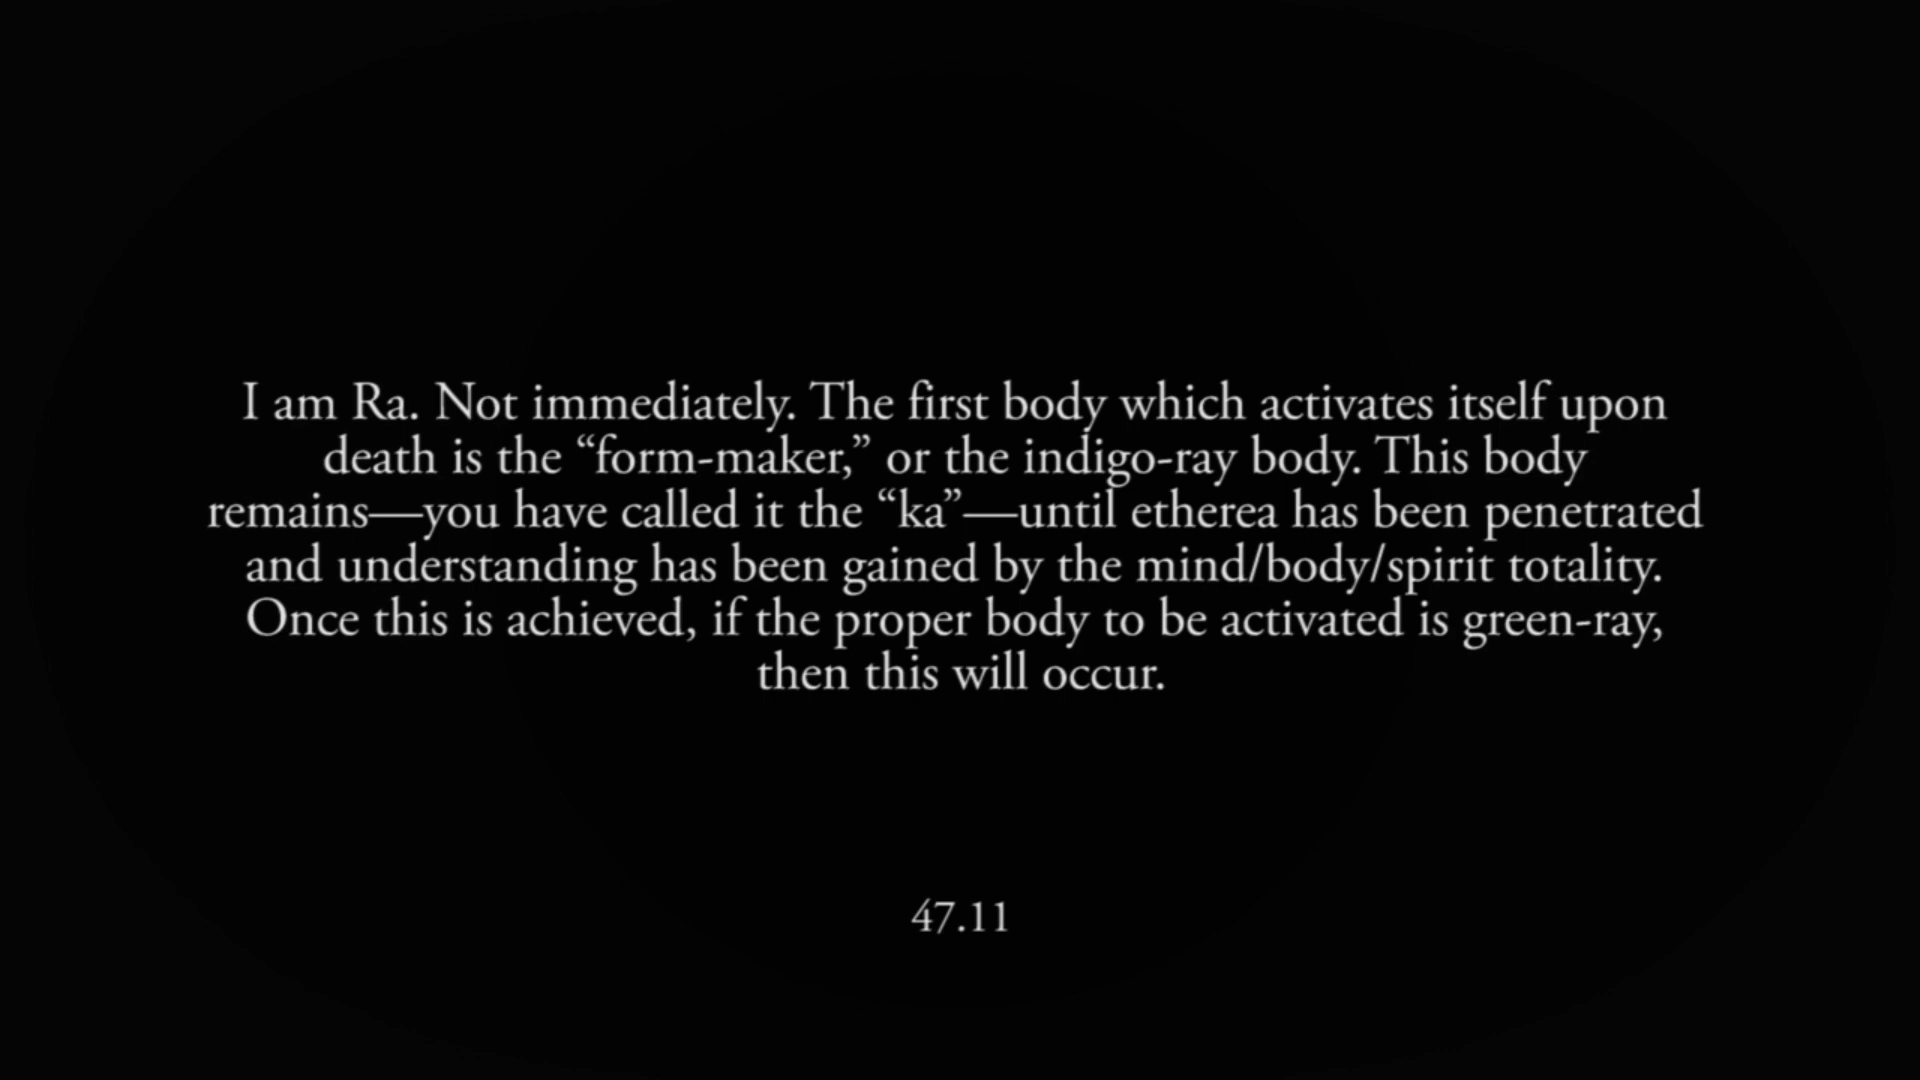 I am Ra. Not immediately. The first body which activates itself upon
death is the “form-maker,” or the indigo-ray body. This body
remains—you have called it the “ka”—until etherea has been penetrated
and understanding has been gained by the mind/body/spirit totality.
Once this is achieved, if the proper body to be activated is green-ray,
then this will occur.
47.11